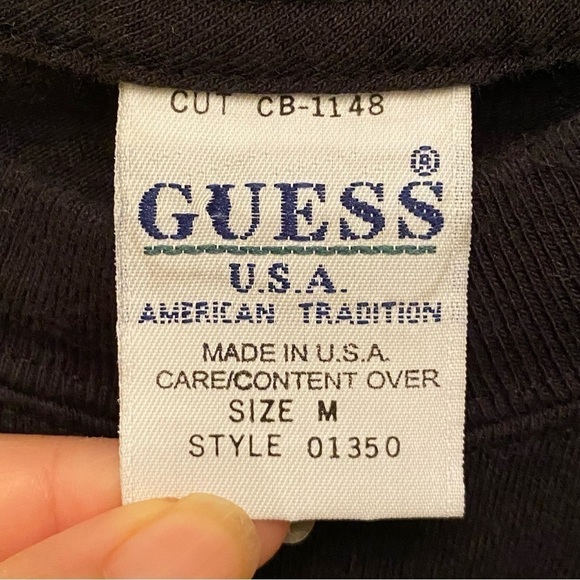 CUT CB-1148
GUESS®
U.S.A.
AMERICAN TRADITION
MADE IN U.S.A.
CARE/CONTENT OVER
SIZE M
STYLE 01350